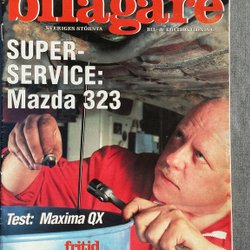 bilägare
SVERIGES STÖRSTA
SUPER-
SERVICE:
Mazda 323
Test: Maxima QX
fritid